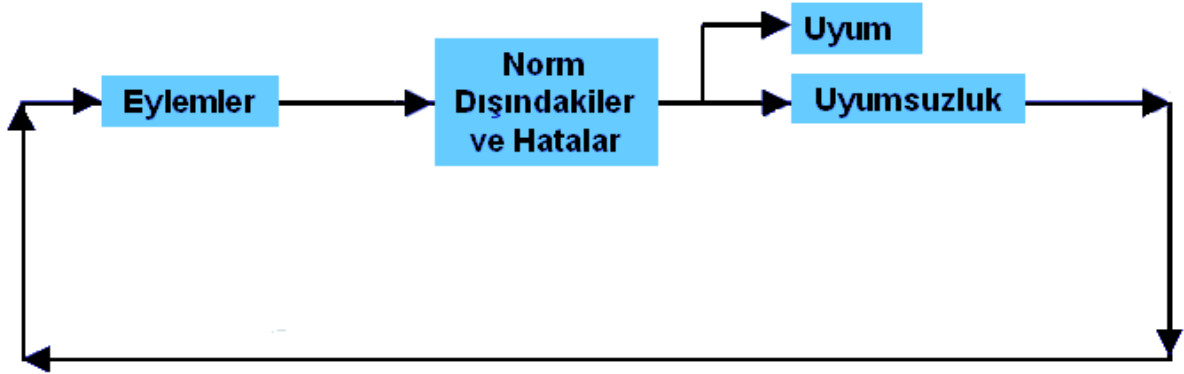 Uyum
Eylemler
Norm
Dışındakiler
ve Hatalar
Uyumsuzluk